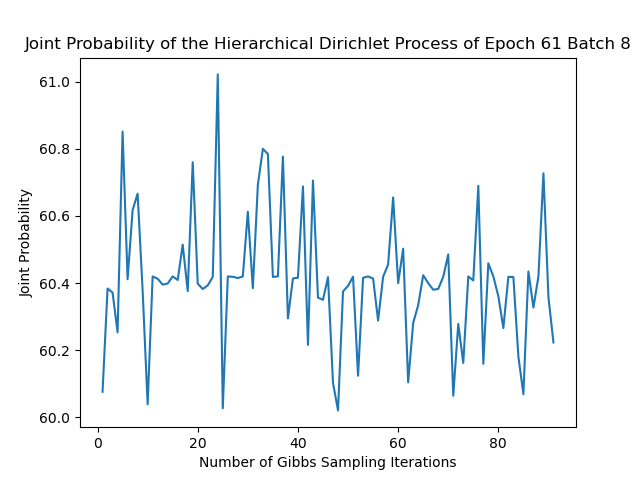 Joint Probability of the Hierarchical Dirichlet Process of Epoch 61 Batch 8
61.0
60.8
60.6
60.4
60.2
60.0
Joint Probability
0 20 40 60 80
Number of Gibbs Sampling Iterations